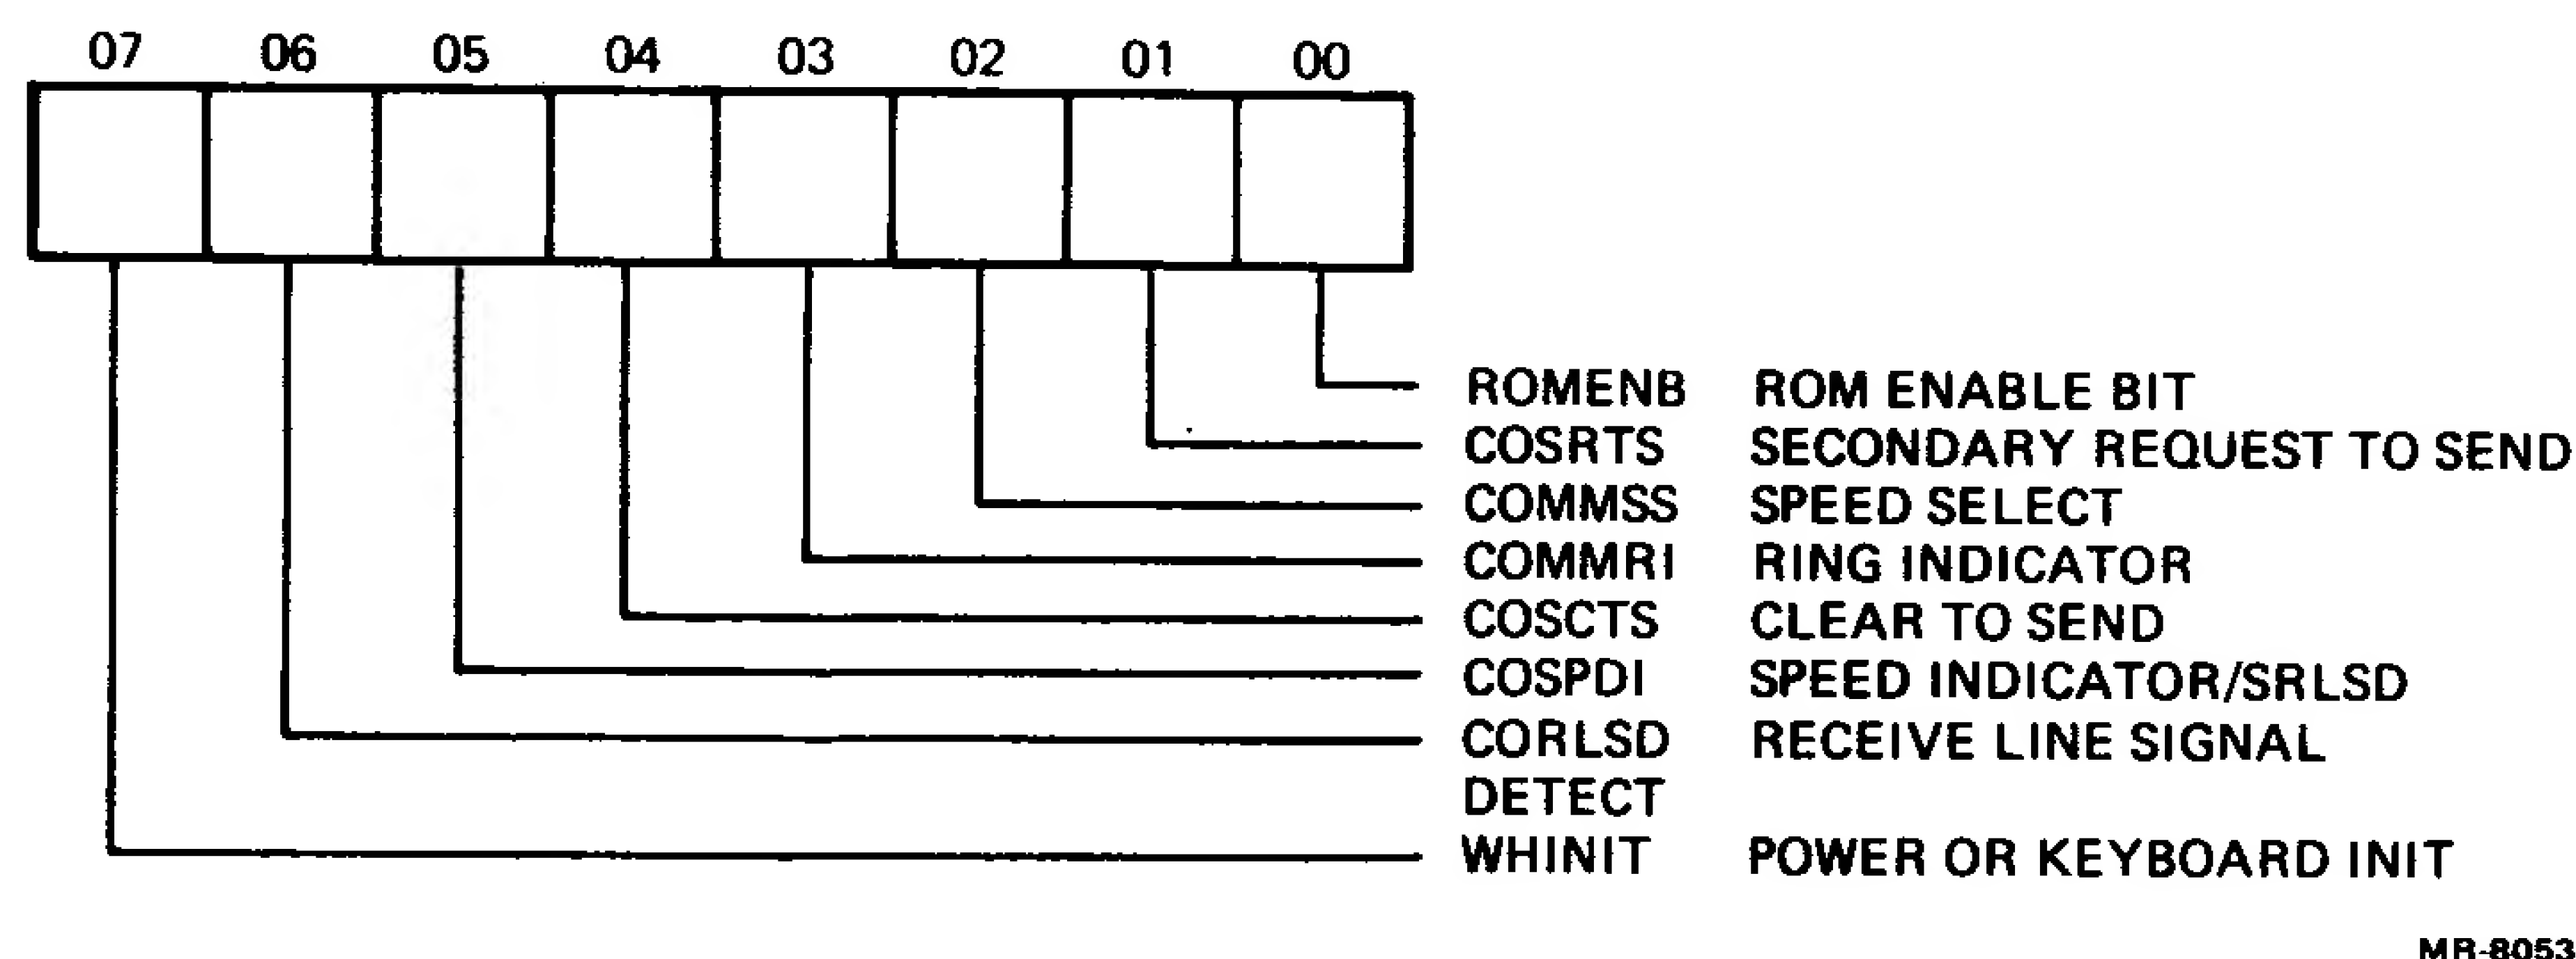 07 06 05 04 03 02 01 00
ROMENB ROM ENABLE BIT
COSRTS SECONDARY REQUEST TO SEND
COMMSS SPEED SELECT
COMMRI RING INDICATOR
COSCTS CLEAR TO SEND
COSPDI SPEED INDICATOR/SRLSD
CORLSD RECEIVE LINE SIGNAL
DETECT
WHINIT POWER OR KEYBOARD INIT
MR-8053